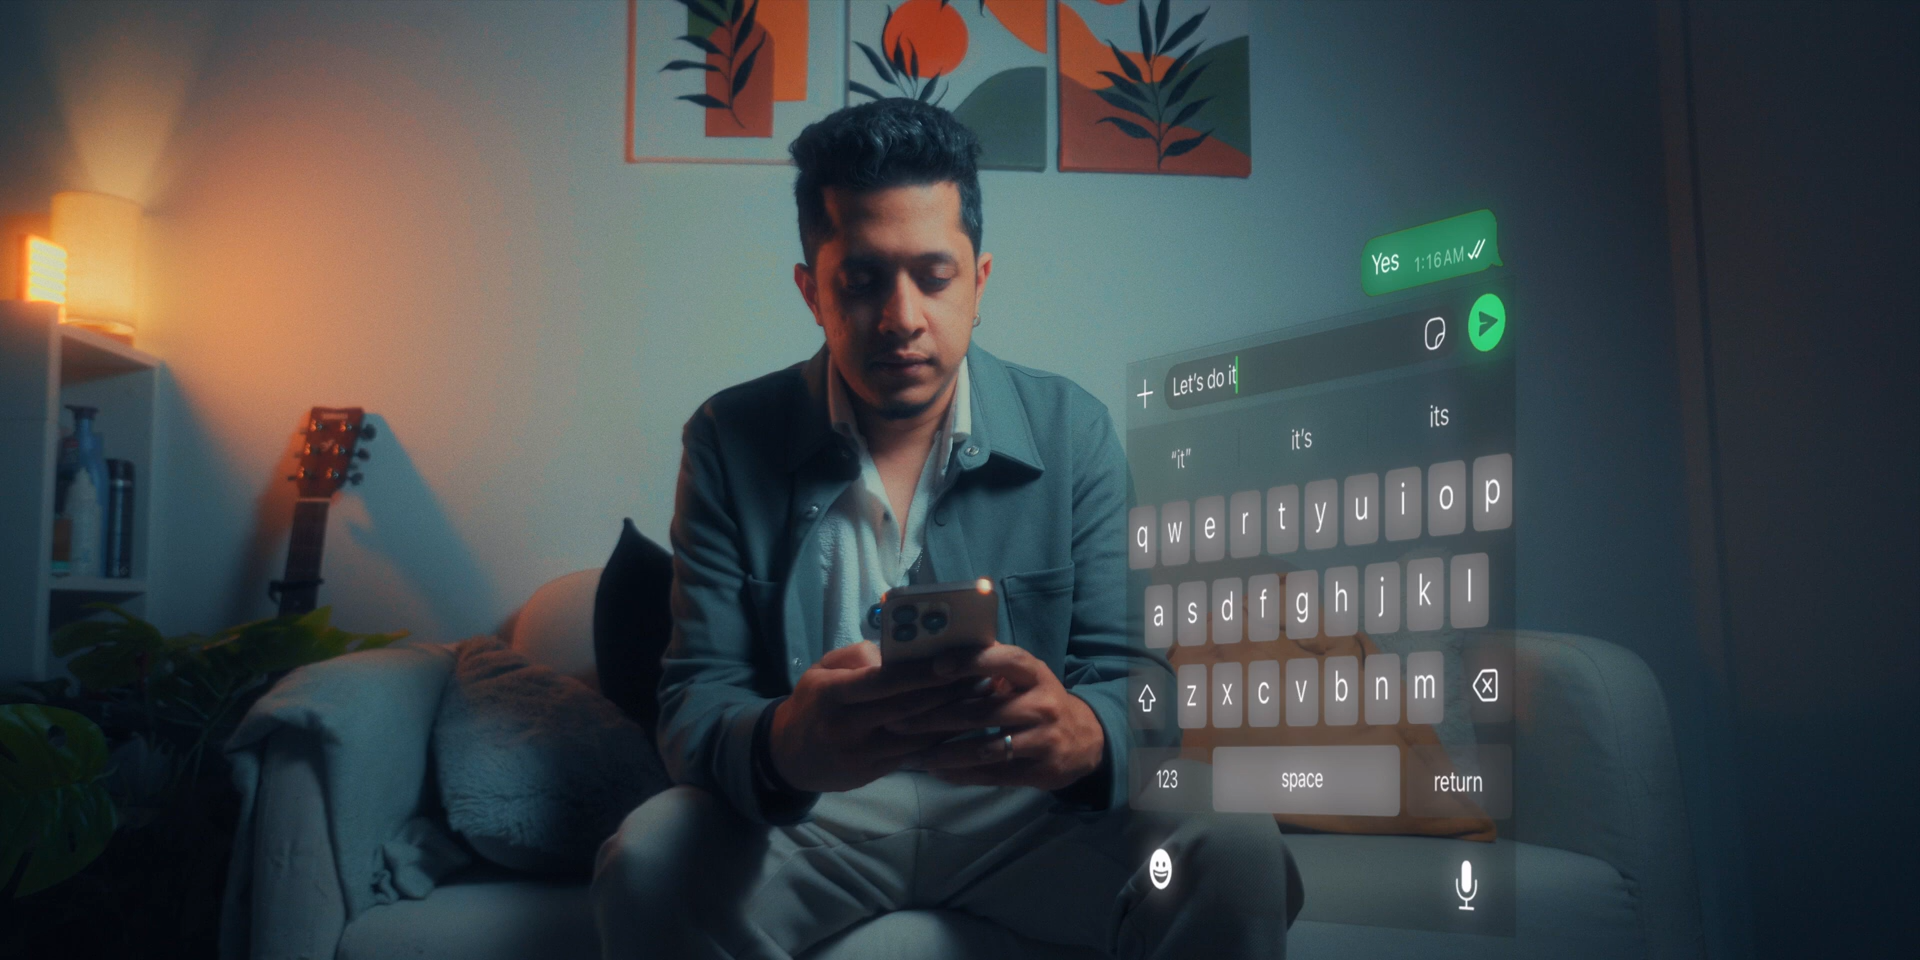 Yes 1:16 AM
Let's do it
"it" it's its
q w e r t y u i o p
a s d f g h j k l
z x c v b n m
123 space return